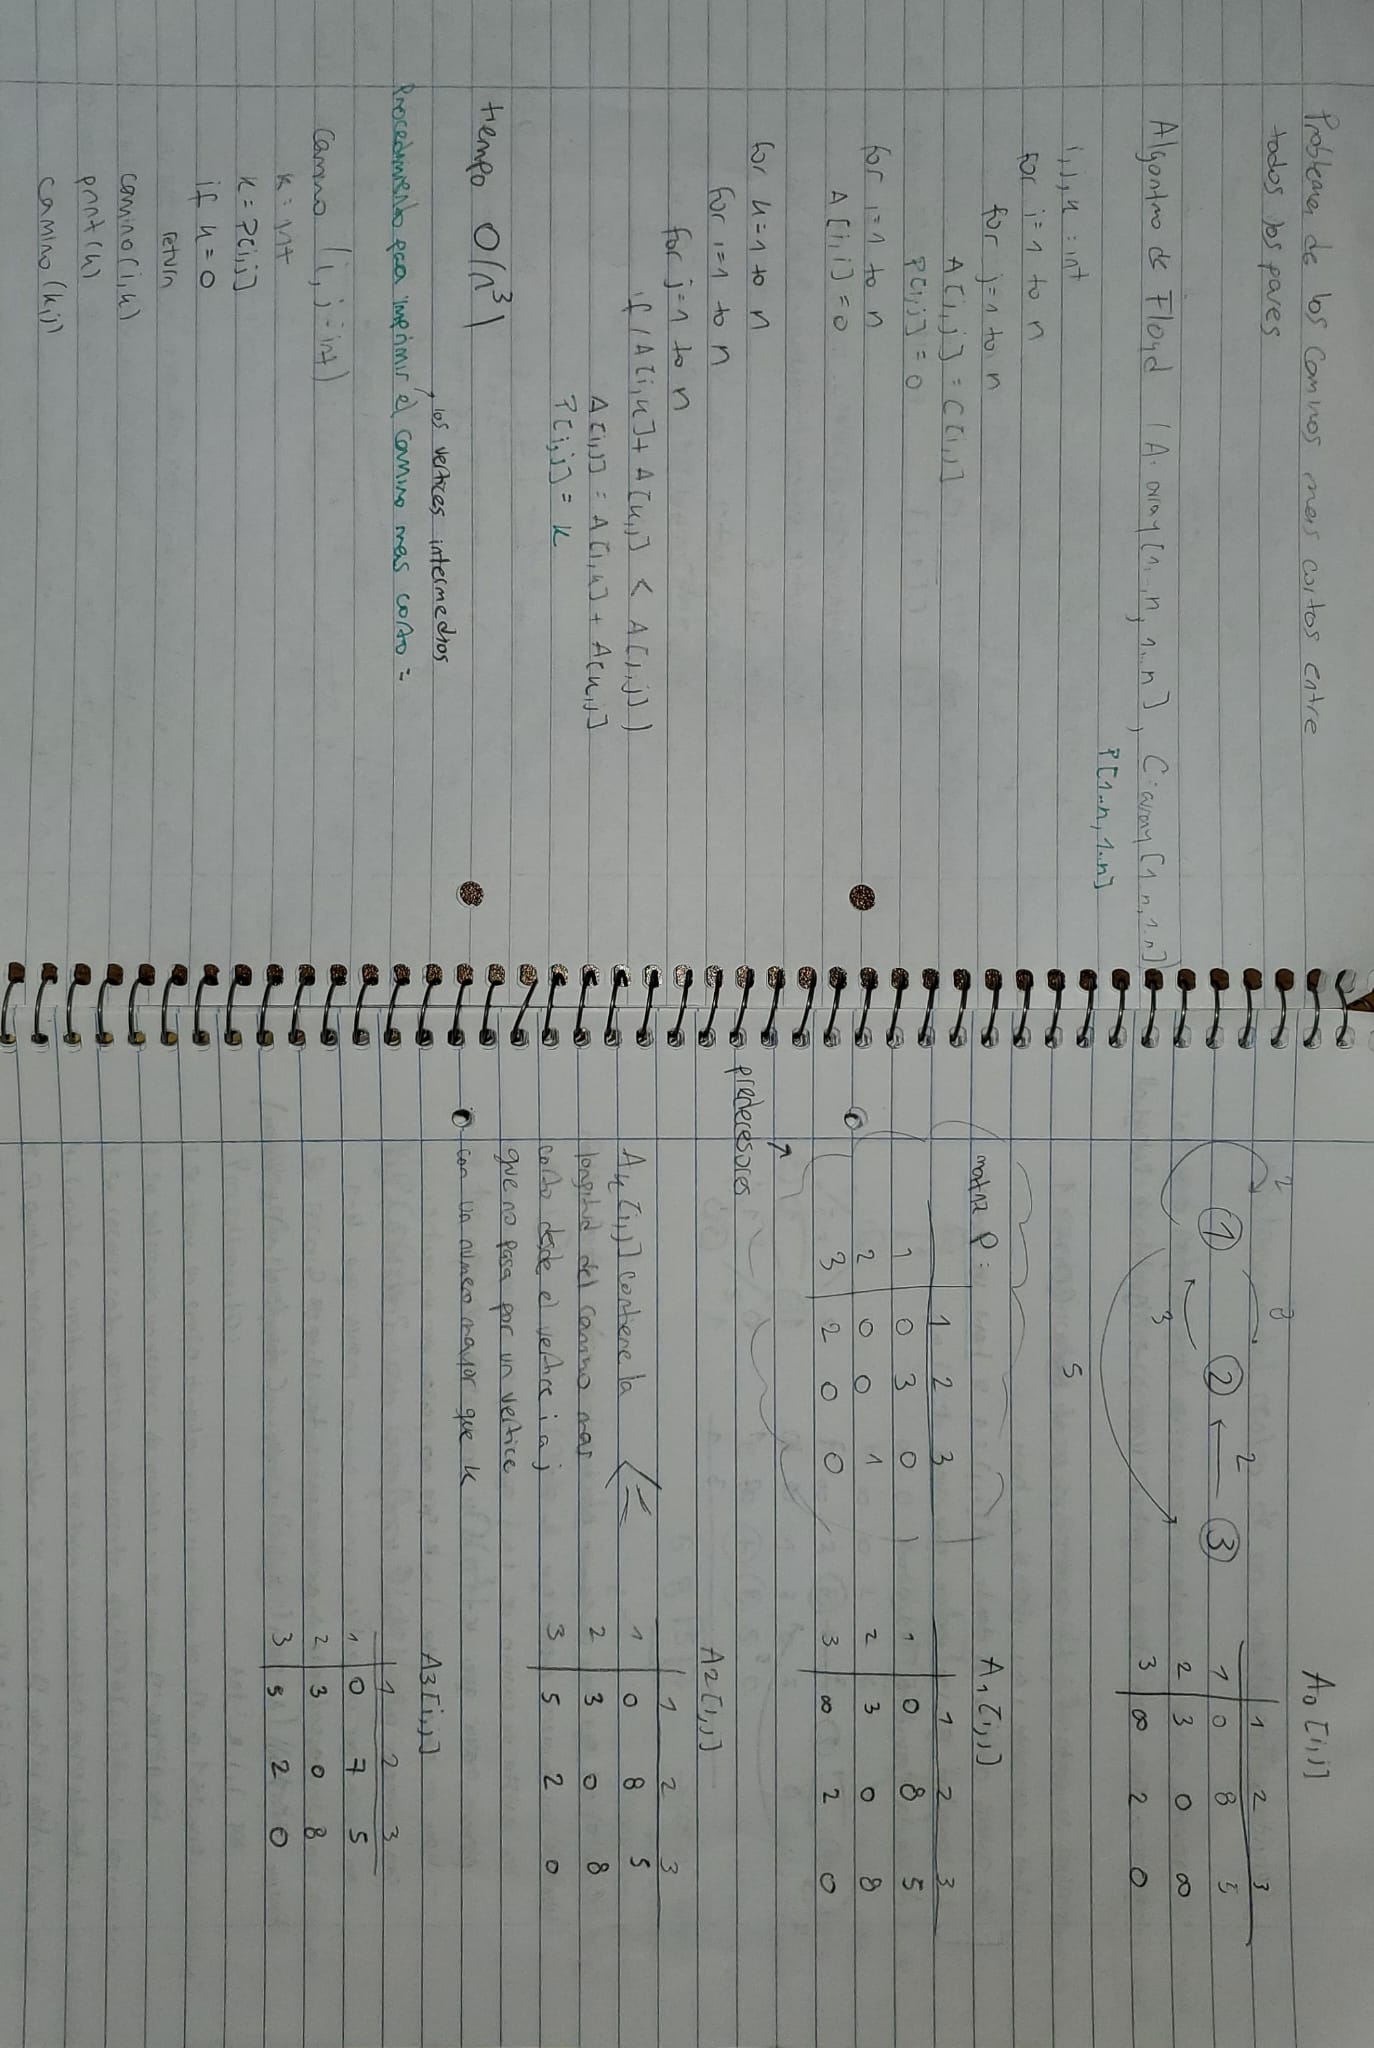 Problema de los Caminos mas cortos entre
todos los pares
Algoritmo de Floyd (A: array[1..n, 1..n], C: array[1..n, 1..n])
P[1..n, 1..n]
i, j, k : int
for i=1 to n
for j=1 to n
A[i,j] = C[i,j]
P[i,j] = 0
for i=1 to n
A[i,i] = 0
for k=1 to n
for i=1 to n
for j=1 to n
if (A[i,k] + A[k,j] < A[i,j])
A[i,j] = A[i,k] + A[k,j]
P[i,j] = k
tiempo O(n³)
los vertices intermedios
Procedimiento para imprimir el camino mas corto =
Camino (i, j = int)
k = int
k = P[i,j]
if k = 0
return
camino(i,k)
print(k)
camino(k,j)
2
8
1 2 3
2
3
5
A0[i,j]
1 2 3
1 0 8 5
2 3 0 ∞
3 ∞ 2 0
matriz P:
1 2 3
1 0 3 0
2 0 0 1
3 2 0 0
predecesores
A1[i,j]
1 2 3
1 0 8 5
2 3 0 8
3 ∞ 2 0
Ak[i,j] contiene la
longitud del camino mas
corto desde el vertice i a j
que no pasa por un vertice
con un numero mayor que k
A2[i,j]
1 2 3
1 0 8 5
2 3 0 8
3 5 2 0
A3[i,j]
1 2 3
1 0 7 5
2 3 0 8
3 5 2 0